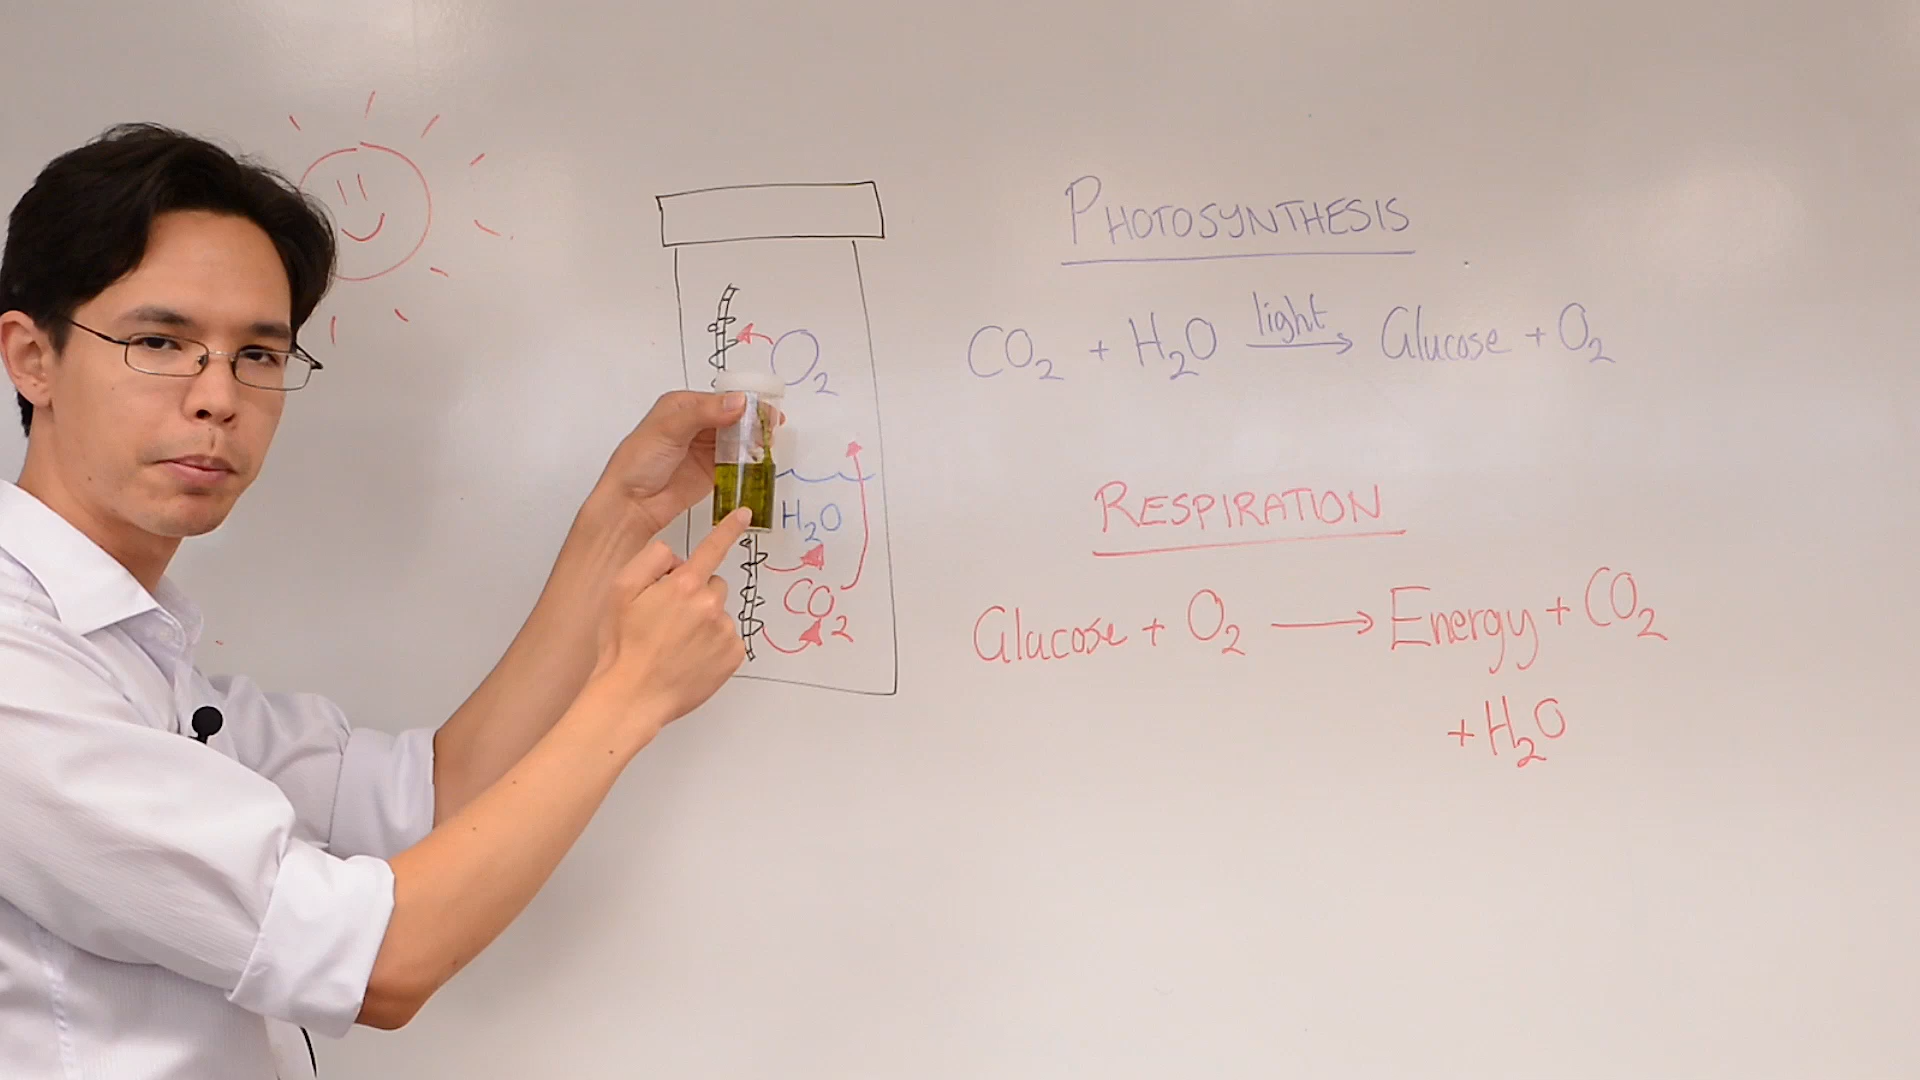 PHOTOSYNTHESIS
CO₂ + H₂O light → Glucose + O₂
RESPIRATION
Glucose + O₂ → Energy + CO₂
+ H₂O
O₂
H₂O
CO₂